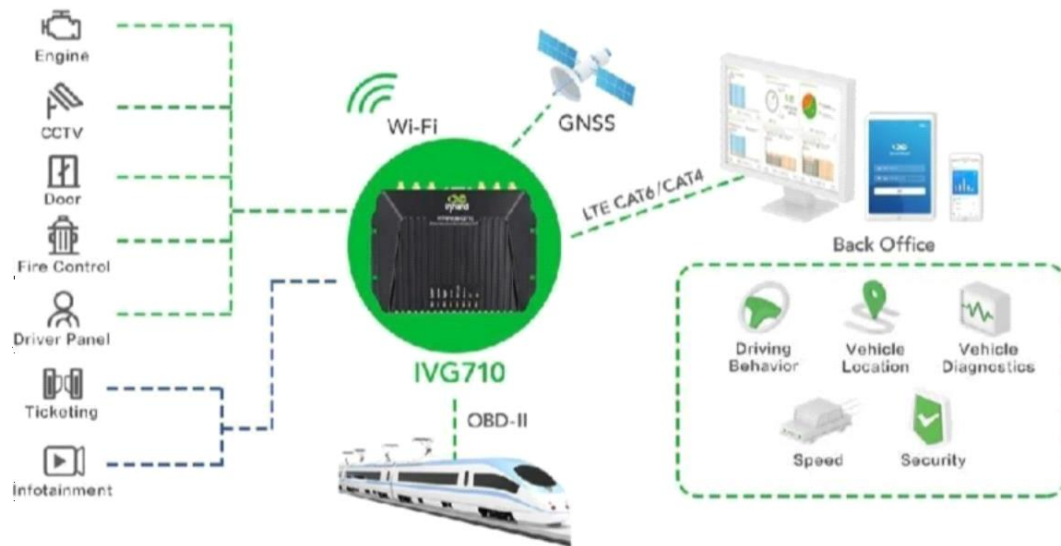 Engine
CCTV
Door
Fire Control
Driver Panel
Ticketing
Infotainment
Wi-Fi
GNSS
LTE CAT6/CAT4
IVG710
OBD-II
Back Office
Driving
Behavior
Vehicle
Location
Vehicle
Diagnostics
Speed
Security